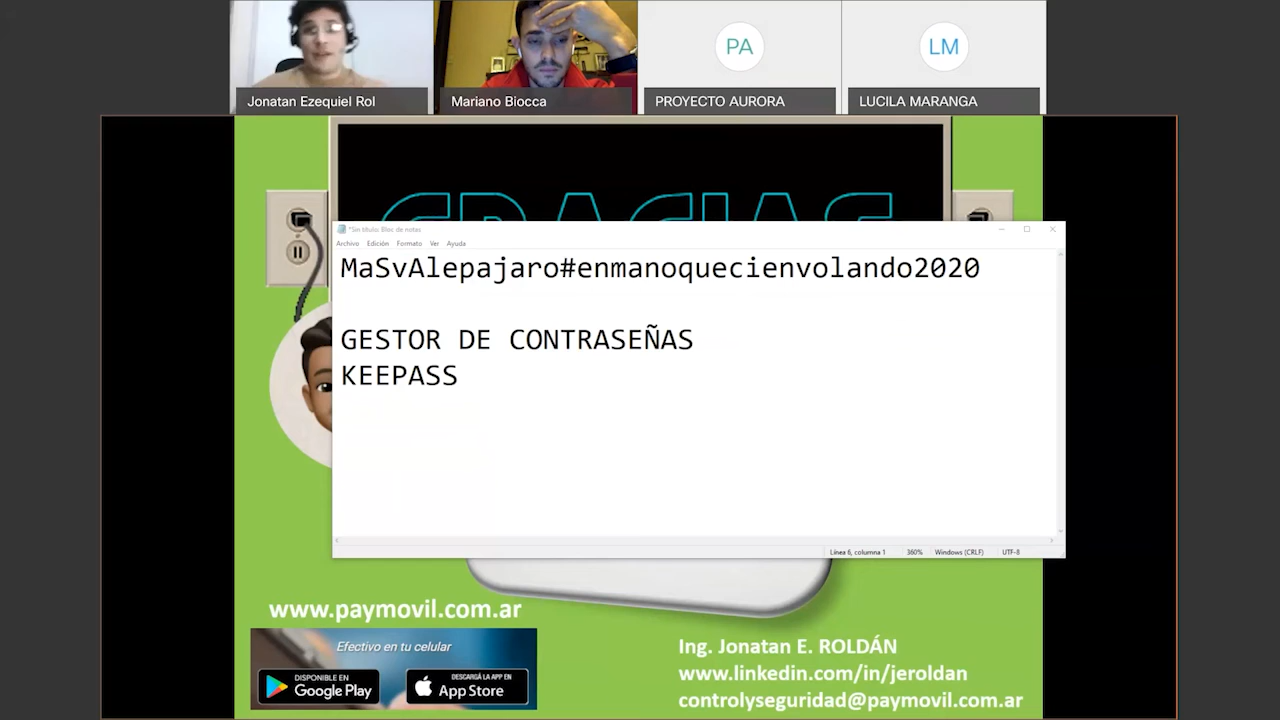 Jonatan Ezequiel Rol
Mariano Biocca
PA
PROYECTO AURORA
LM
LUCILA MARANGA
GRACIAS
*Sin título: Bloc de notas
Archivo Edición Formato Ver Ayuda
MaSvAlepajaro#enmanoquecienvolando2020
GESTOR DE CONTRASEÑAS
KEEPASS
Línea 6, columna 1 360% Windows (CRLF) UTF-8
www.paymovil.com.ar
Efectivo en tu celular
DISPONIBLE EN
Google Play
DESCARGÁ LA APP EN
App Store
Ing. Jonatan E. ROLDÁN
www.linkedin.com/in/jeroldan
controlyseguridad@paymovil.com.ar